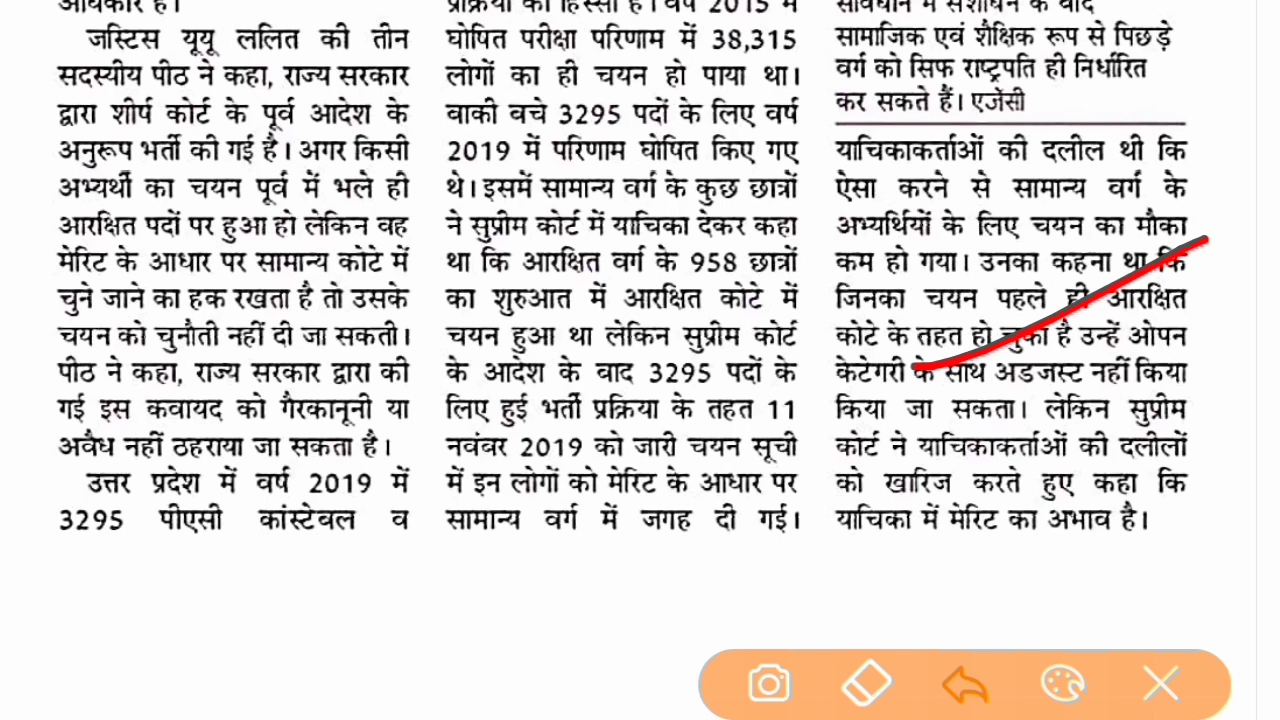 अधिकार है।
जस्टिस यूयू ललित की तीन
सदस्यीय पीठ ने कहा, राज्य सरकार
द्वारा शीर्ष कोर्ट के पूर्व आदेश के
अनुरूप भर्ती की गई है। अगर किसी
अभ्यर्थी का चयन पूर्व में भले ही
आरक्षित पदों पर हुआ हो लेकिन वह
मेरिट के आधार पर सामान्य कोटे में
चुने जाने का हक रखता है तो उसके
चयन को चुनौती नहीं दी जा सकती।
पीठ ने कहा, राज्य सरकार द्वारा की
गई इस कवायद को गैरकानूनी या
अवैध नहीं ठहराया जा सकता है।
उत्तर प्रदेश में वर्ष 2019 में
3295 पीएसी कांस्टेबल व
प्रक्रिया का हिस्सा है। वर्ष 2015 में
घोषित परीक्षा परिणाम में 38,315
लोगों का ही चयन हो पाया था।
बाकी बचे 3295 पदों के लिए वर्ष
2019 में परिणाम घोषित किए गए
थे। इसमें सामान्य वर्ग के कुछ छात्रों
ने सुप्रीम कोर्ट में याचिका देकर कहा
था कि आरक्षित वर्ग के 958 छात्रों
का शुरुआत में आरक्षित कोटे में
चयन हुआ था लेकिन सुप्रीम कोर्ट
के आदेश के बाद 3295 पदों के
लिए हुई भर्ती प्रक्रिया के तहत 11
नवंबर 2019 को जारी चयन सूची
में इन लोगों को मेरिट के आधार पर
सामान्य वर्ग में जगह दी गई।
संविधान में संशोधन के बाद
सामाजिक एवं शैक्षिक रूप से पिछड़े
वर्ग को सिर्फ राष्ट्रपति ही निर्धारित
कर सकते हैं। एजेंसी
याचिकाकर्ताओं की दलील थी कि
ऐसा करने से सामान्य वर्ग के
अभ्यर्थियों के लिए चयन का मौका
कम हो गया। उनका कहना था कि
जिनका चयन पहले ही आरक्षित
कोटे के तहत हो चुका है उन्हें ओपन
केटेगरी के साथ अडजस्ट नहीं किया
किया जा सकता। लेकिन सुप्रीम
कोर्ट ने याचिकाकर्ताओं की दलीलों
को खारिज करते हुए कहा कि
याचिका में मेरिट का अभाव है।